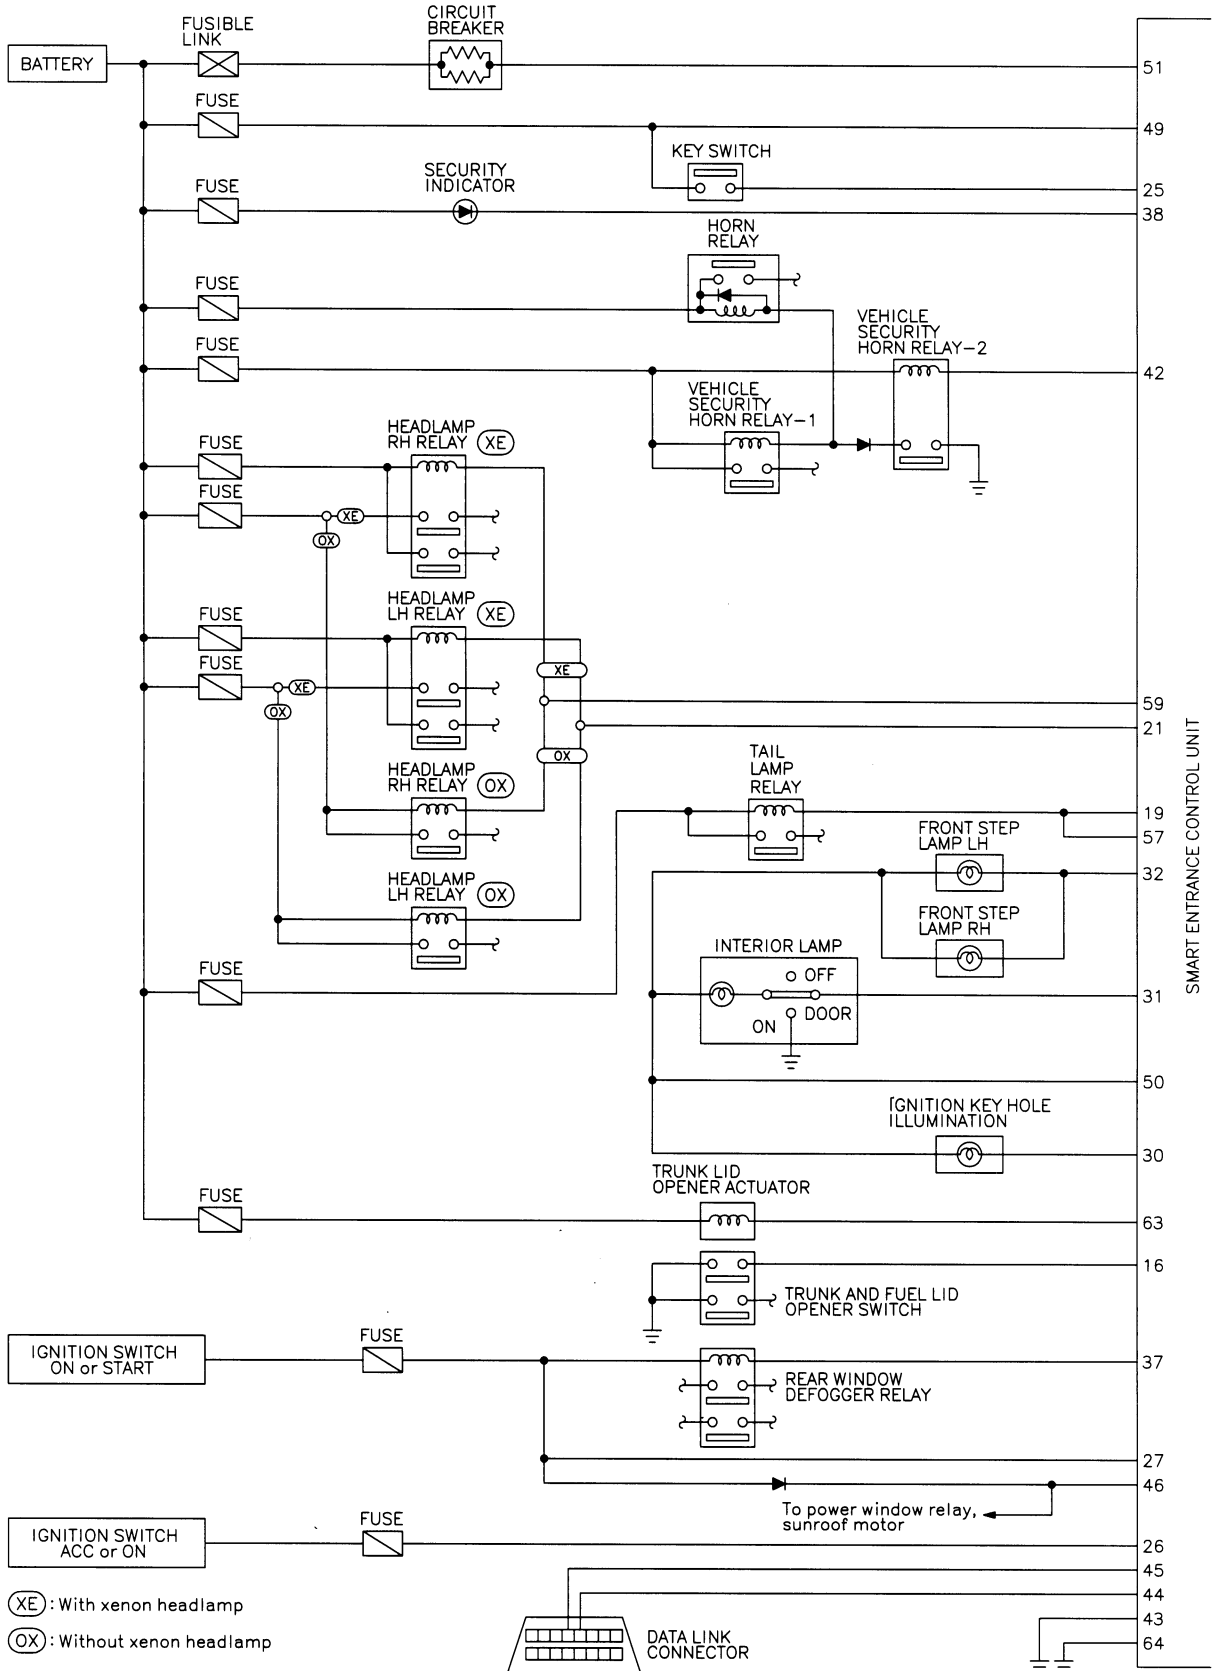 FUSIBLE
LINK
CIRCUIT
BREAKER
BATTERY
51
FUSE
49
KEY SWITCH
25
SECURITY
INDICATOR
FUSE
38
HORN
RELAY
FUSE
VEHICLE
SECURITY
HORN RELAY-2
FUSE
42
VEHICLE
SECURITY
HORN RELAY-1
HEADLAMP
RH RELAY XE
FUSE
FUSE
XE
OX
HEADLAMP
LH RELAY XE
FUSE
FUSE
XE
XE
OX
59
21
OX
TAIL
LAMP
RELAY
HEADLAMP
RH RELAY OX
19
57
FRONT STEP
LAMP LH
32
HEADLAMP
LH RELAY OX
FRONT STEP
LAMP RH
INTERIOR LAMP
OFF
FUSE
31
DOOR
ON
50
IGNITION KEY HOLE
ILLUMINATION
30
TRUNK LID
OPENER ACTUATOR
FUSE
63
16
TRUNK AND FUEL LID
OPENER SWITCH
IGNITION SWITCH
ON or START
FUSE
37
REAR WINDOW
DEFOGGER RELAY
27
46
To power window relay,
sunroof motor
IGNITION SWITCH
ACC or ON
FUSE
26
45
44
43
64
SMART ENTRANCE CONTROL UNIT
XE : With xenon headlamp
OX : Without xenon headlamp
DATA LINK
CONNECTOR